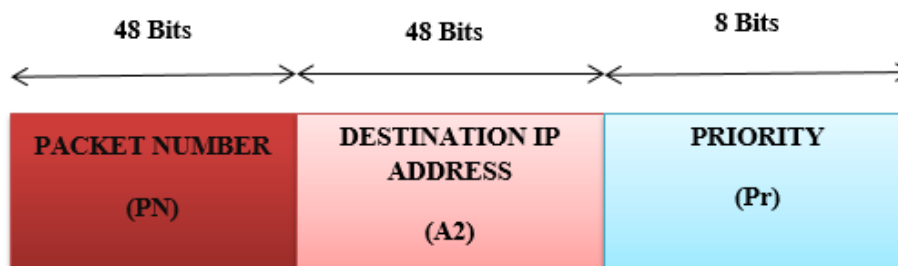 48 Bits
48 Bits
8 Bits
PACKET NUMBER
(PN)
DESTINATION IP
ADDRESS
(A2)
PRIORITY
(Pr)